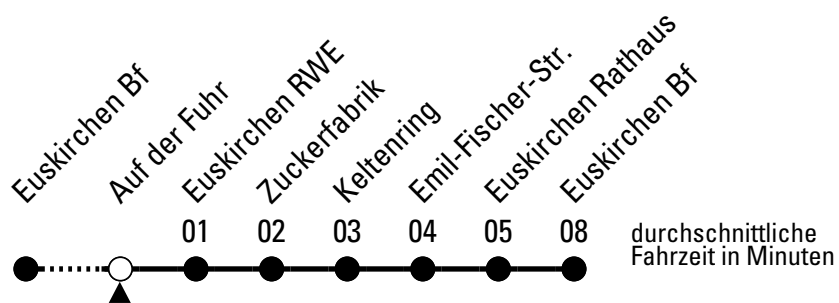 Euskirchen Bf
Auf der Fuhr
Euskirchen RWE
Zuckerfabrik
Keltenring
Emil-Fischer-Str.
Euskirchen Rathaus
Euskirchen Bf
01 02 03 04 05 08
durchschnittliche
Fahrzeit in Minuten